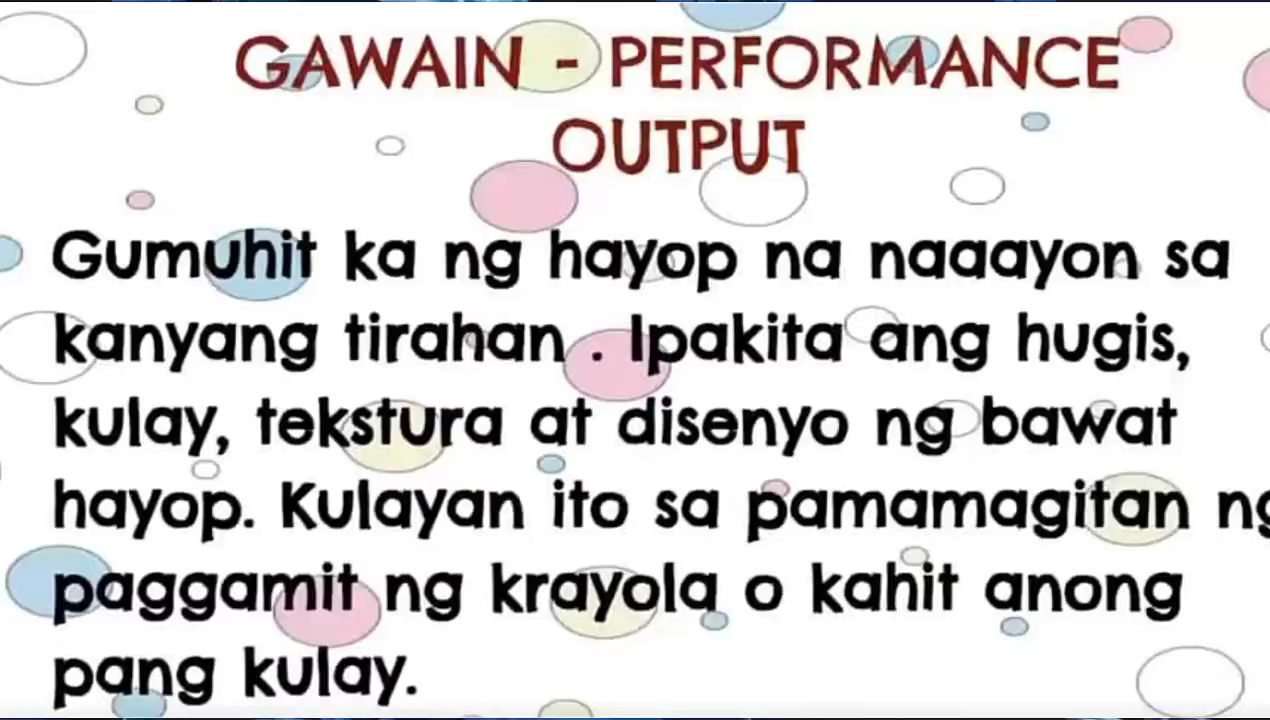 GAWAIN - PERFORMANCE
OUTPUT
Gumuhit ka ng hayop na naaayon sa
kanyang tirahan . Ipakita ang hugis,
kulay, tekstura at disenyo ng bawat
hayop. Kulayan ito sa pamamagitan ng
paggamit ng krayola o kahit anong
pang kulay.